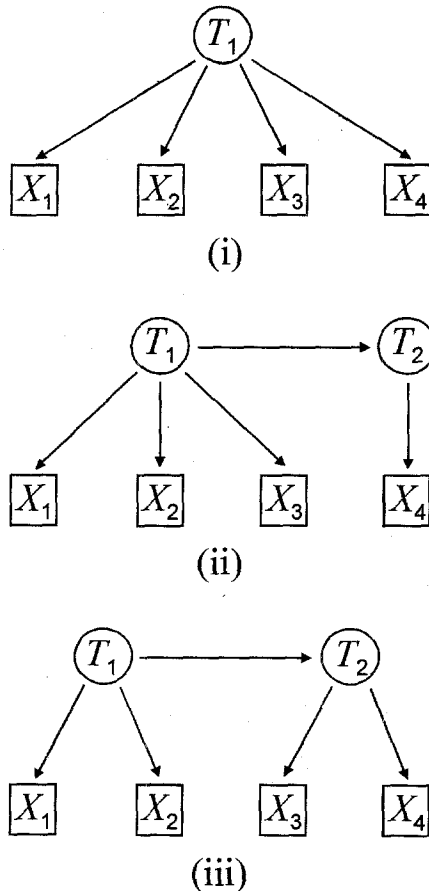 T₁
X₁ X₂ X₃ X₄
(i)
T₁ T₂
X₁ X₂ X₃ X₄
(ii)
T₁ T₂
X₁ X₂ X₃ X₄
(iii)